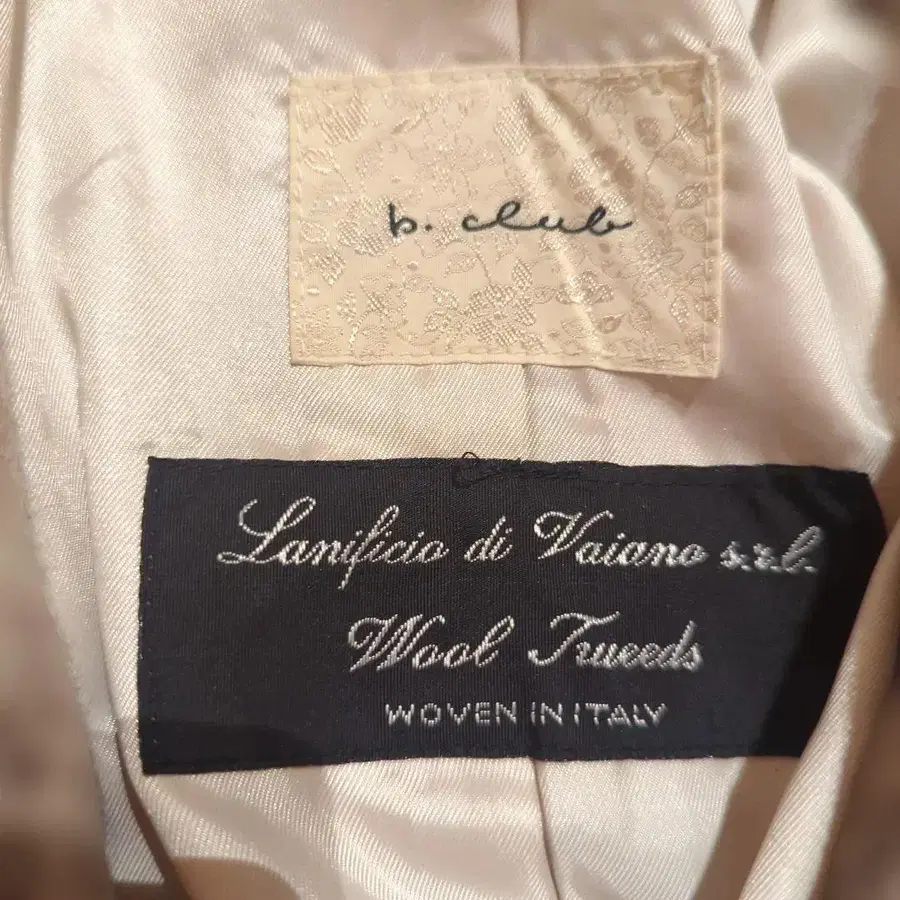 b. club
Lanificio di Vaiano s.r.l.
Wool Tweeds
WOVEN IN ITALY